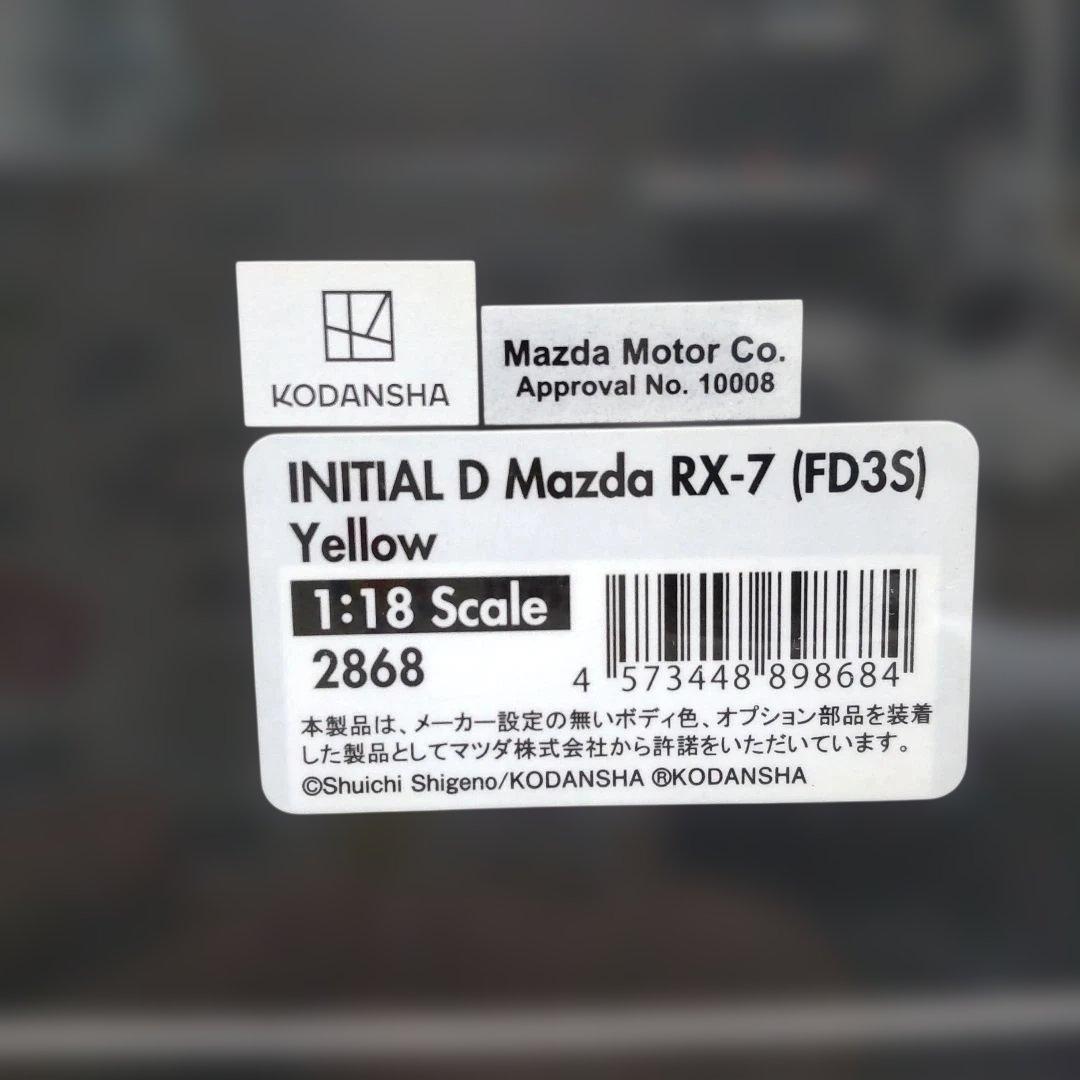 KODANSHA
Mazda Motor Co.
Approval No. 10008
INITIAL D Mazda RX-7 (FD3S)
Yellow
1:18 Scale
2868
4 573448 898684
本製品は、メーカー設定の無いボディ色、オプション部品を装着
した製品としてマツダ株式会社から許諾をいただいています。
©Shuichi Shigeno/KODANSHA ®KODANSHA